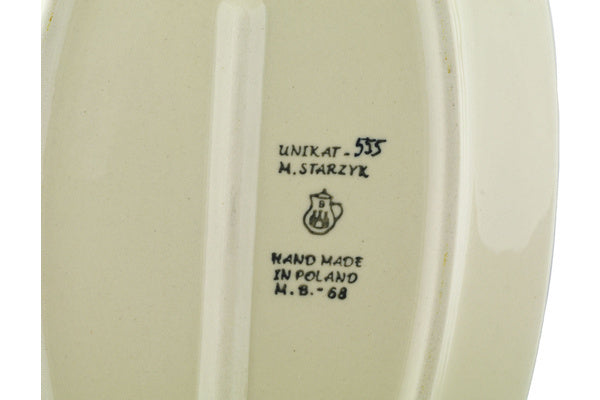 UNIKAT-555
M. STARZYK
B
HAND MADE
IN POLAND
M.B.-68